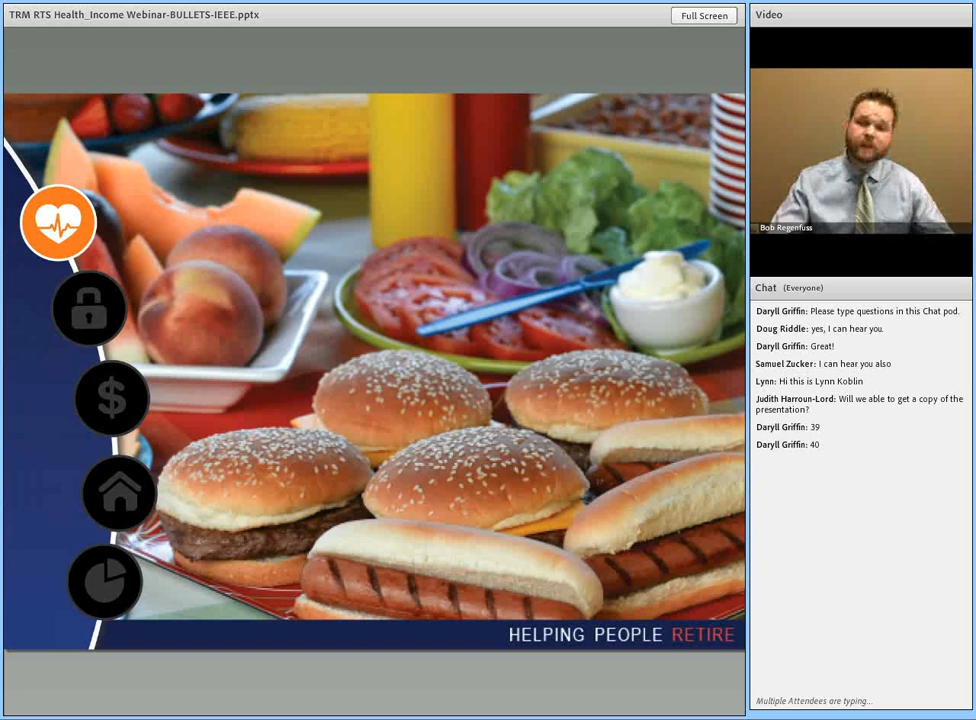 TRM RTS Health_Income Webinar-BULLETS-IEEE.pptx
Full Screen
HELPING PEOPLE RETIRE
Video
Bob Regenfuss
Chat (Everyone)
Daryll Griffin: Please type questions in this Chat pod.
Doug Riddle: yes, I can hear you.
Daryll Griffin: Great!
Samuel Zucker: I can hear you also
Lynn: Hi this is Lynn Koblin
Judith Harroun-Lord: Will we able to get a copy of the
presentation?
Daryll Griffin: 39
Daryll Griffin: 40
Multiple Attendees are typing...